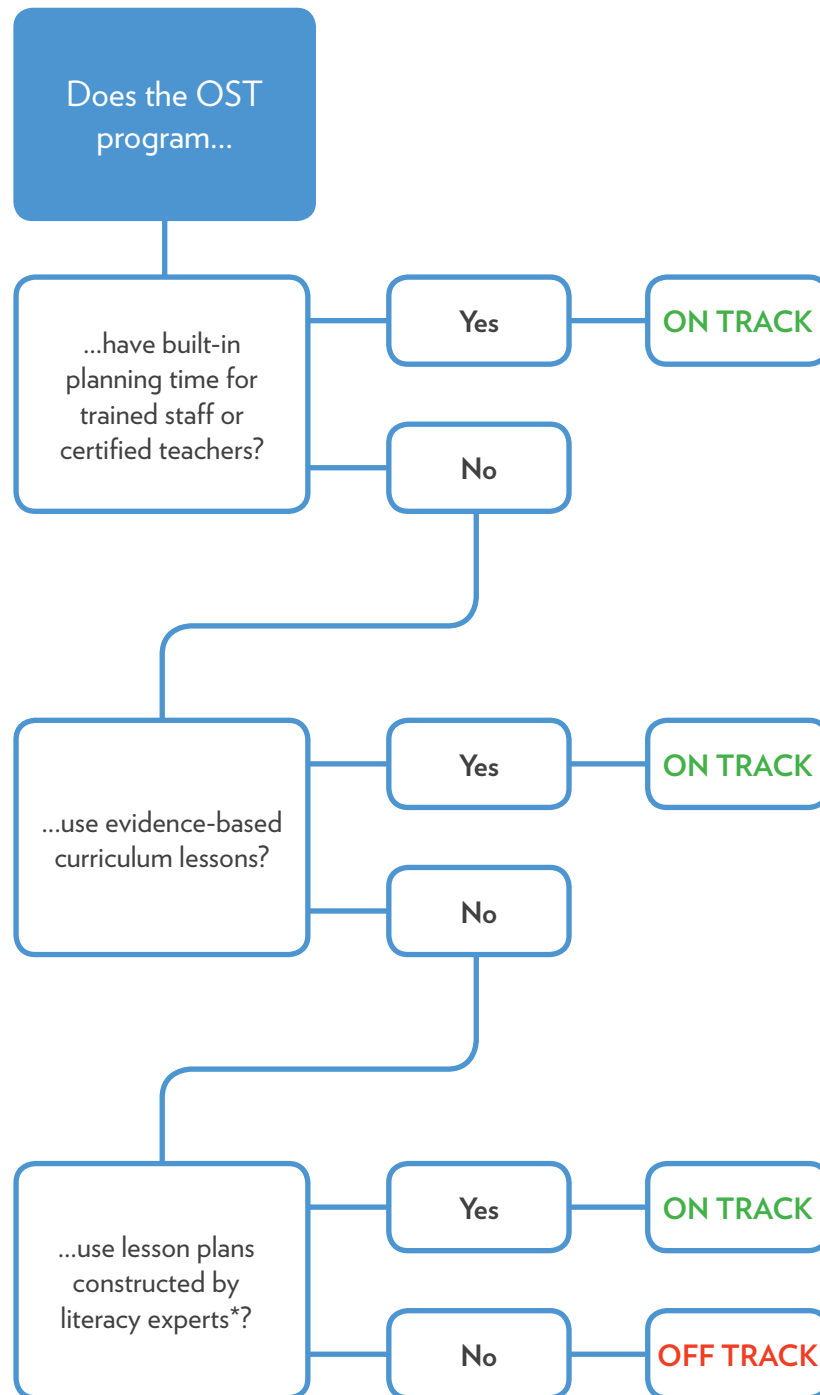 Does the OST
program...
...have built-in
planning time for
trained staff or
certified teachers?
Yes
ON TRACK
No
...use evidence-based
curriculum lessons?
Yes
ON TRACK
No
...use lesson plans
constructed by
literacy experts*?
Yes
ON TRACK
No
OFF TRACK